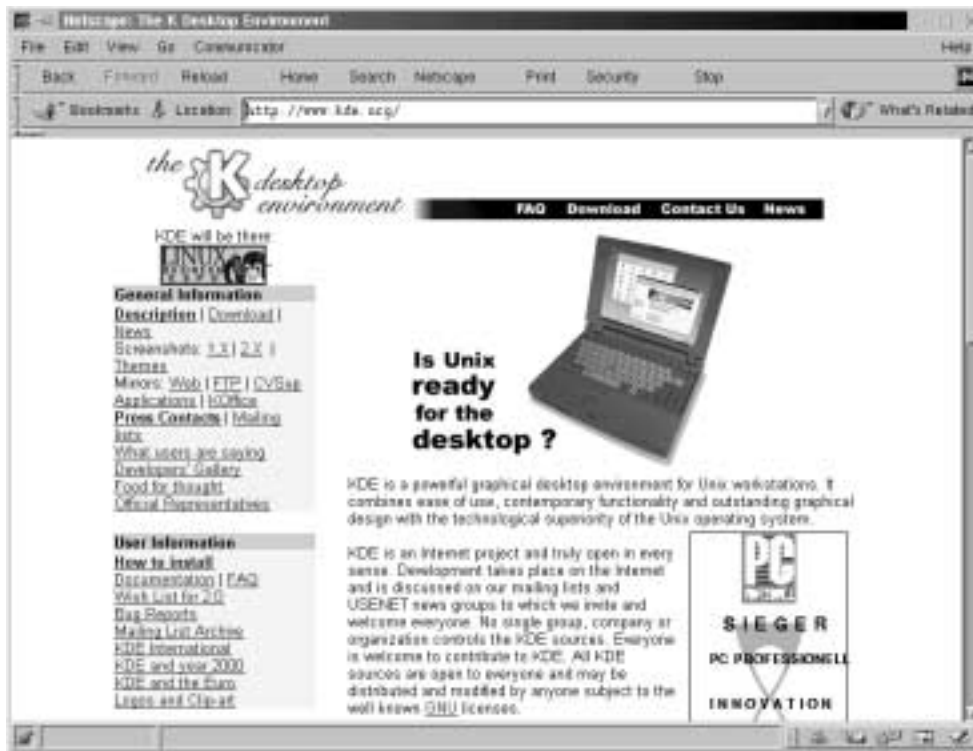 Netscape: The K Desktop Environment
File Edit View Go Communicator Help
Back Forward Reload Home Search Netscape Print Security Stop
Bookmarks Location: http://www.kde.org/ What's Related
the K desktop environment
FAQ Download Contact Us News
KDE will be there
LINUX
General Information
Description | Download |
News
Screenshots: 1.X | 2.X |
Themes
Mirrors: Web | FTP | CVSup
Applications | KOffice
Press Contacts | Mailing
lists
What users are saying
Developers' Gallery
Food for thought
Official Representatives
User Information
How to install
Documentation | FAQ
Wish List for 2.0
Bug Reports
Mailing List Archive
KDE International
KDE and year 2000
KDE and the Euro
Logos and Clip-art
Is Unix
ready
for the
desktop ?
KDE is a powerful graphical desktop environment for Unix workstations. It
combines ease of use, contemporary functionality and outstanding graphical
design with the technological superiority of the Unix operating system.
KDE is an Internet project and truly open in every
sense. Development takes place on the Internet
and is discussed on our mailing lists and
USENET news groups to which we invite and
welcome everyone. No single group, company or
organization controls the KDE sources. Everyone
is welcome to contribute to KDE. All KDE
sources are open to everyone and may be
distributed and modified by anyone subject to the
well knows GNU licenses.
PC
SIEGER
PC PROFESSIONELL
INNOVATION